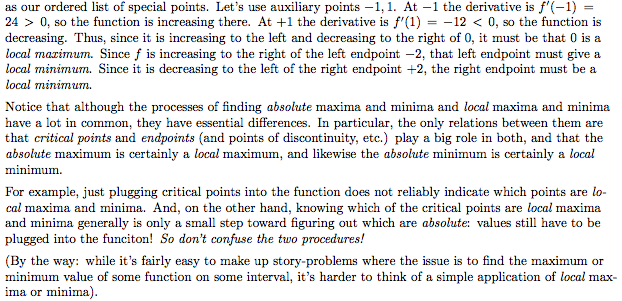 as our ordered list of special points. Let's use auxiliary points −1, 1. At −1 the derivative is f′(−1) =
24 > 0, so the function is increasing there. At +1 the derivative is f′(1) = −12 < 0, so the function is
decreasing. Thus, since it is increasing to the left and decreasing to the right of 0, it must be that 0 is a
local maximum. Since f is increasing to the right of the left endpoint −2, that left endpoint must give a
local minimum. Since it is decreasing to the left of the right endpoint +2, the right endpoint must be a
local minimum.
Notice that although the processes of finding absolute maxima and minima and local maxima and minima
have a lot in common, they have essential differences. In particular, the only relations between them are
that critical points and endpoints (and points of discontinuity, etc.) play a big role in both, and that the
absolute maximum is certainly a local maximum, and likewise the absolute minimum is certainly a local
minimum.
For example, just plugging critical points into the function does not reliably indicate which points are lo-
cal maxima and minima. And, on the other hand, knowing which of the critical points are local maxima
and minima generally is only a small step toward figuring out which are absolute: values still have to be
plugged into the funciton! So don't confuse the two procedures!
(By the way: while it's fairly easy to make up story-problems where the issue is to find the maximum or
minimum value of some function on some interval, it's harder to think of a simple application of local max-
ima or minima).